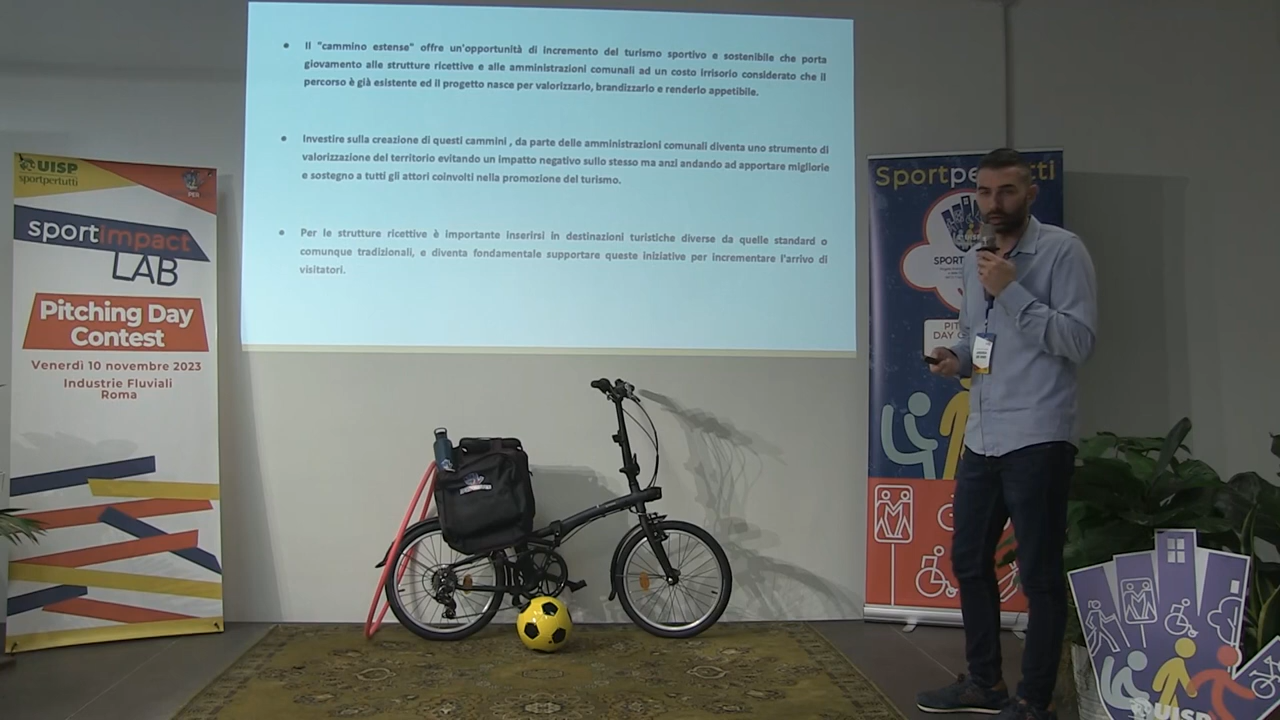 ● Il "cammino estense" offre un'opportunità di incremento del turismo sportivo e sostenibile che porta
giovamento alle strutture ricettive e alle amministrazioni comunali ad un costo irrisorio considerato che il
percorso è già esistente ed il progetto nasce per valorizzarlo, brandizzarlo e renderlo appetibile.
● Investire sulla creazione di questi cammini , da parte delle amministrazioni comunali diventa uno strumento di
valorizzazione del territorio evitando un impatto negativo sullo stesso ma anzi andando ad apportare migliorie
e sostegno a tutti gli attori coinvolti nella promozione del turismo.
● Per le strutture ricettive è importante inserirsi in destinazioni turistiche diverse da quelle standard o
comunque tradizionali, e diventa fondamentale supportare queste iniziative per incrementare l'arrivo di
visitatori.
UISP
sportpertutti
sportimpact
LAB
Pitching Day
Contest
Venerdì 10 novembre 2023
Industrie Fluviali
Roma
UISP
SPORT
PIT
DAY C
UISP